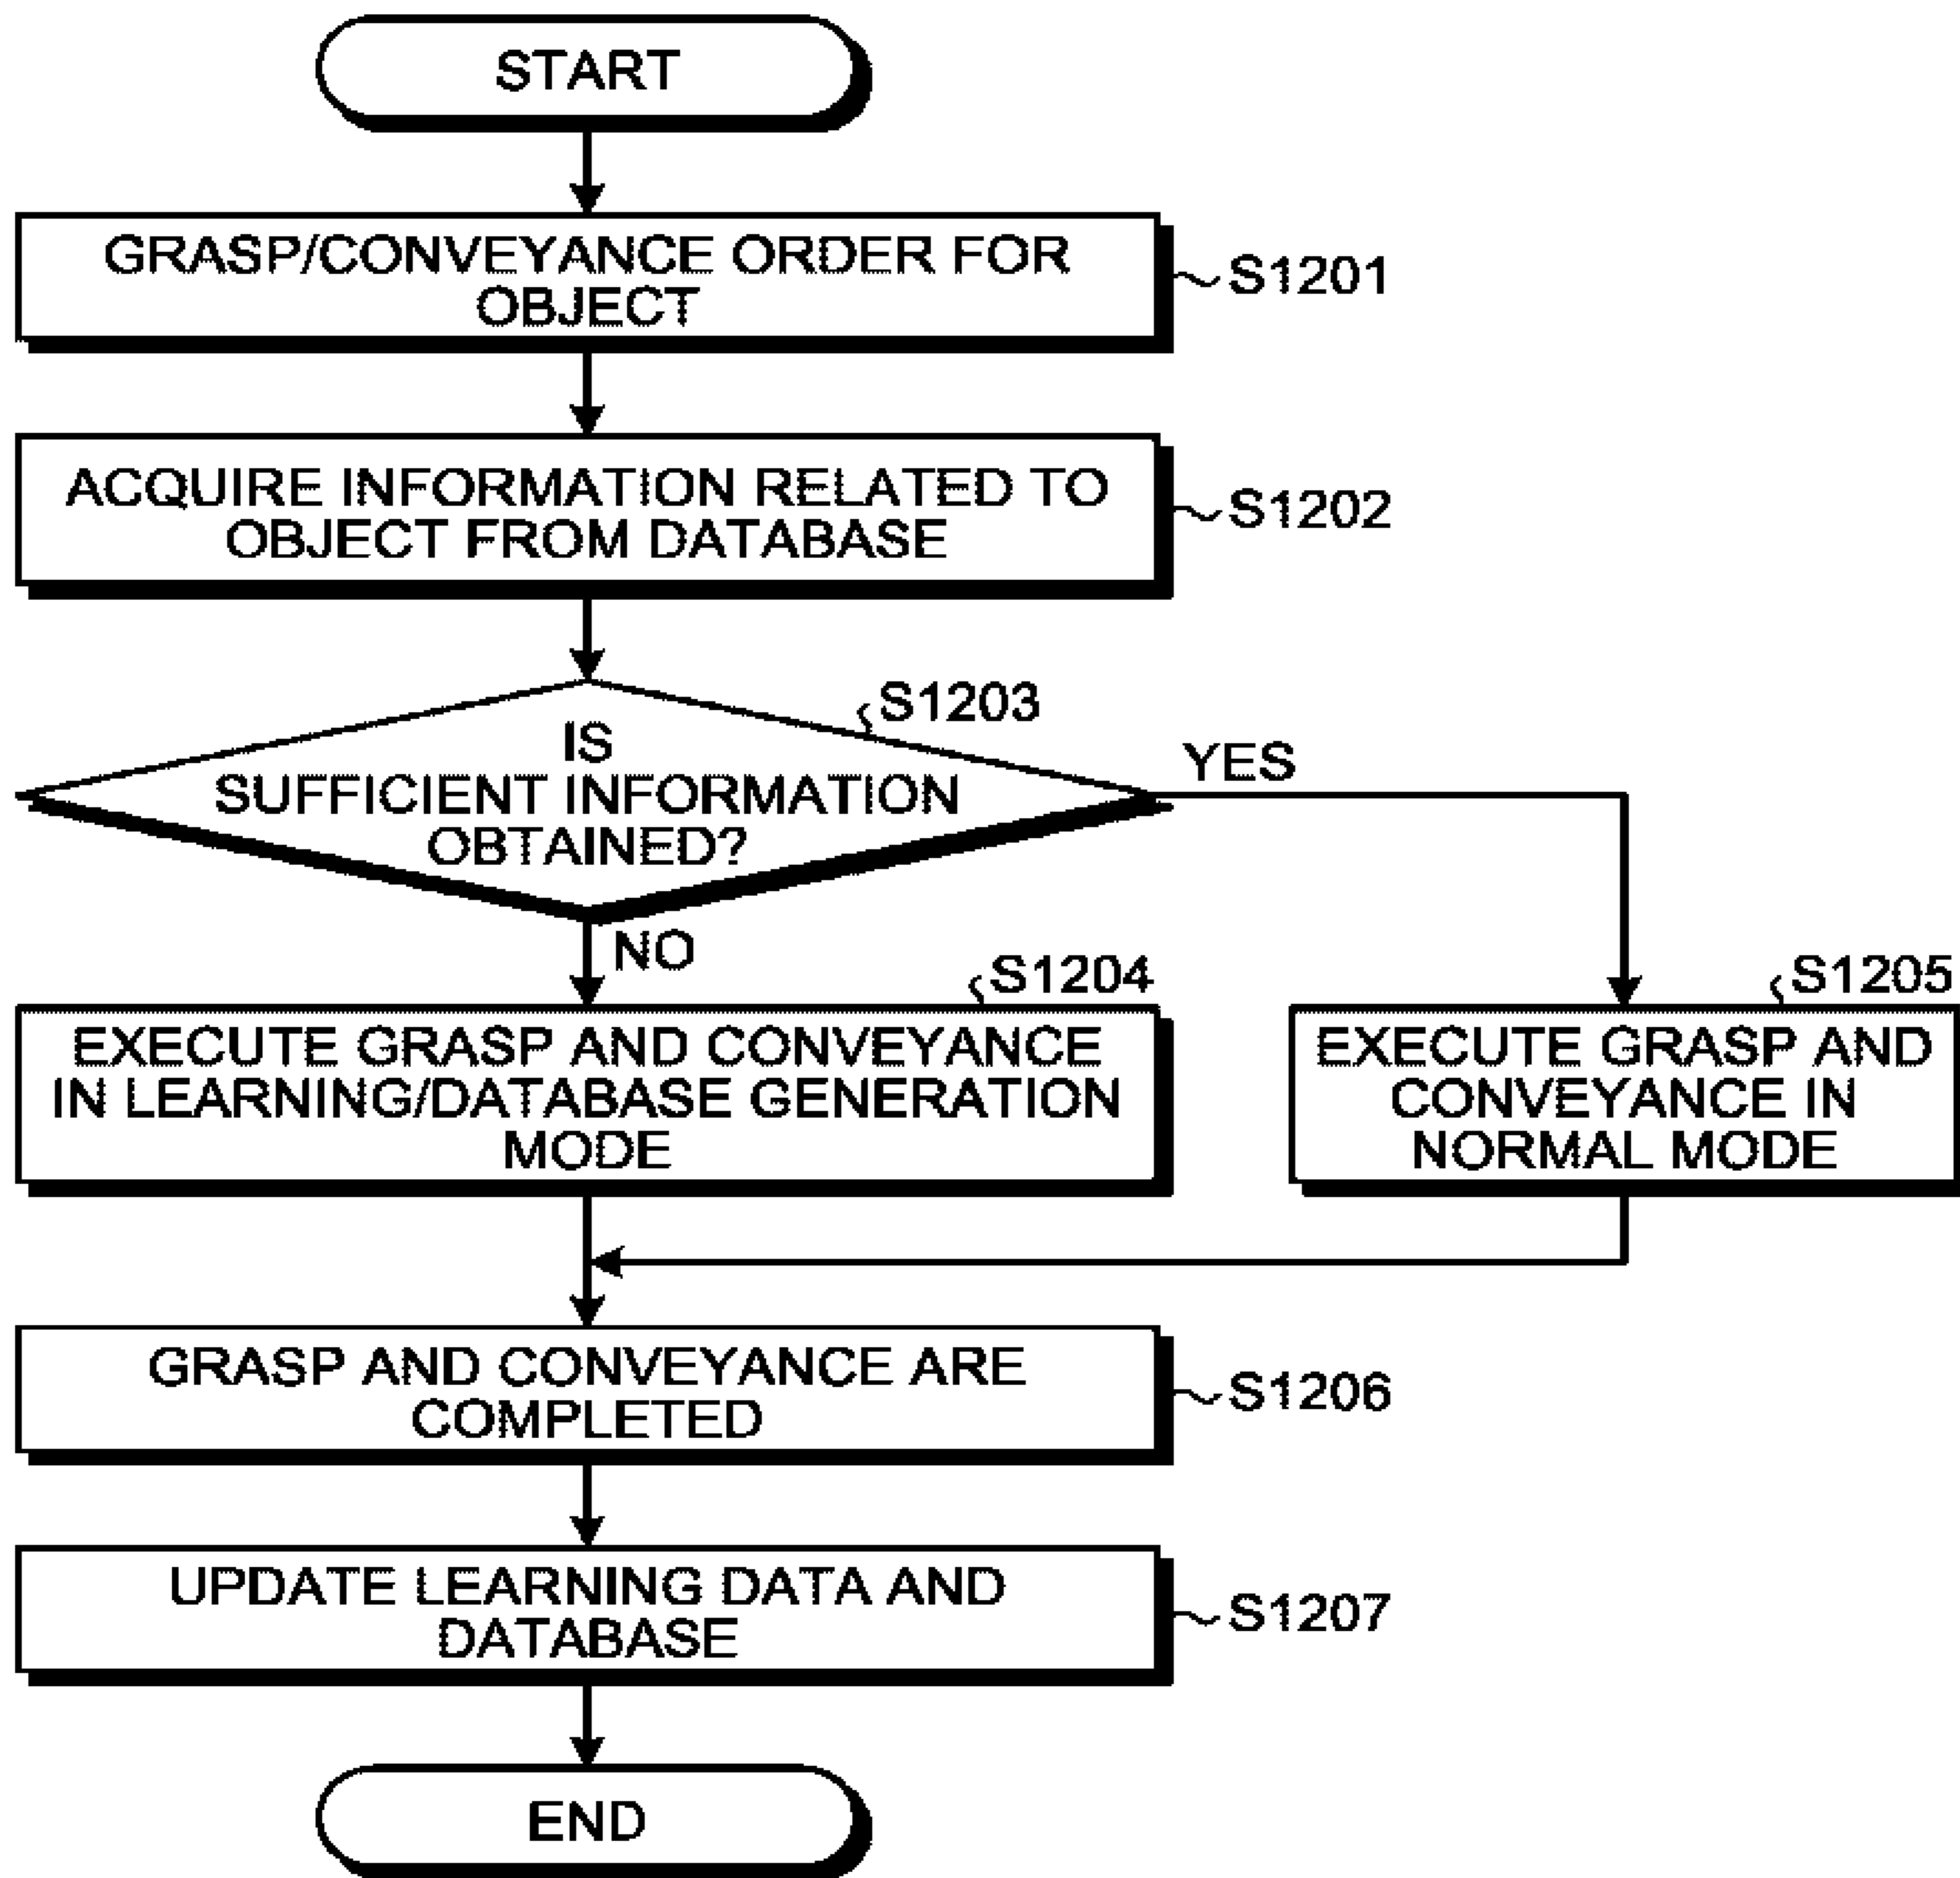 START
GRASP/CONVEYANCE ORDER FOR
OBJECT
S1201
ACQUIRE INFORMATION RELATED TO
OBJECT FROM DATABASE
S1202
S1203
IS
SUFFICIENT INFORMATION
OBTAINED?
YES
NO
S1204
EXECUTE GRASP AND CONVEYANCE
IN LEARNING/DATABASE GENERATION
MODE
S1205
EXECUTE GRASP AND
CONVEYANCE IN
NORMAL MODE
GRASP AND CONVEYANCE ARE
COMPLETED
S1206
UPDATE LEARNING DATA AND
DATABASE
S1207
END